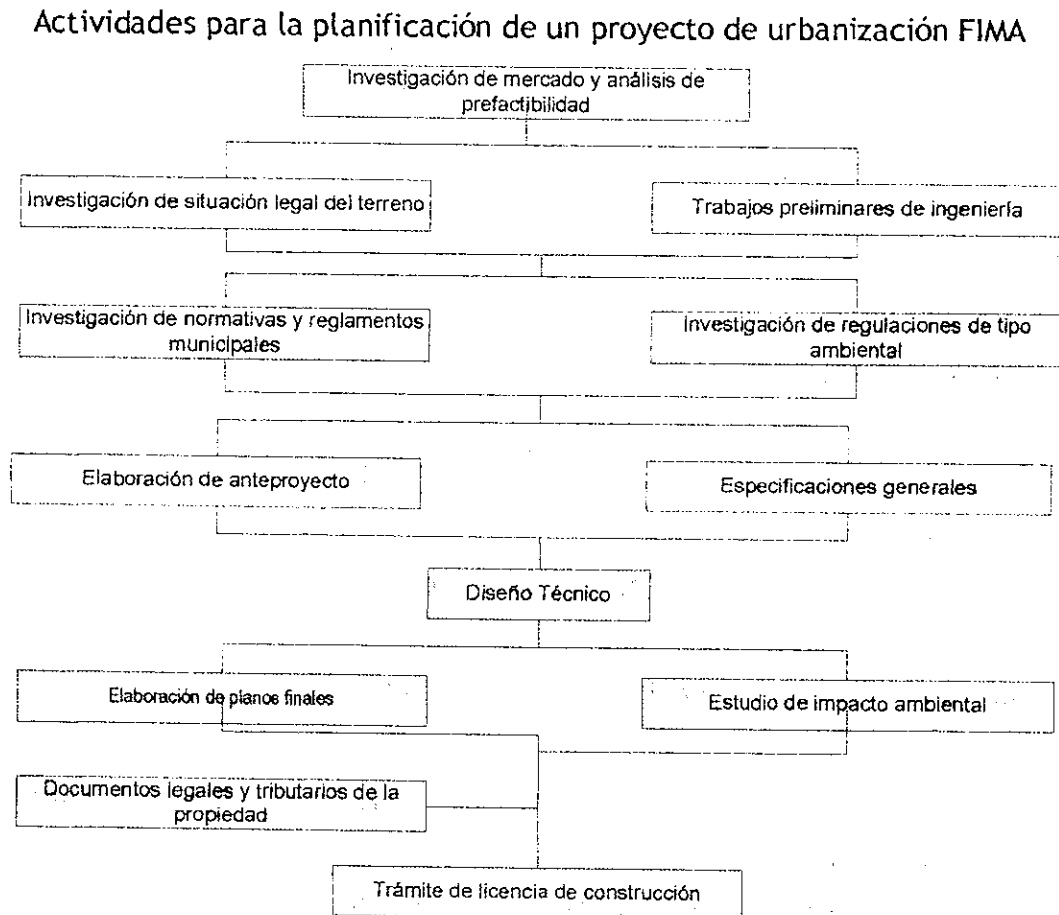 Actividades para la planificación de un proyecto de urbanización FIMA
Investigación de mercado y análisis de
prefactibilidad
Investigación de situación legal del terreno
Trabajos preliminares de ingeniería
Investigación de normativas y reglamentos
municipales
Investigación de regulaciones de tipo
ambiental
Elaboración de anteproyecto
Especificaciones generales
Diseño Técnico
Elaboración de planos finales
Estudio de impacto ambiental
Documentos legales y tributarios de la
propiedad
Trámite de licencia de construcción